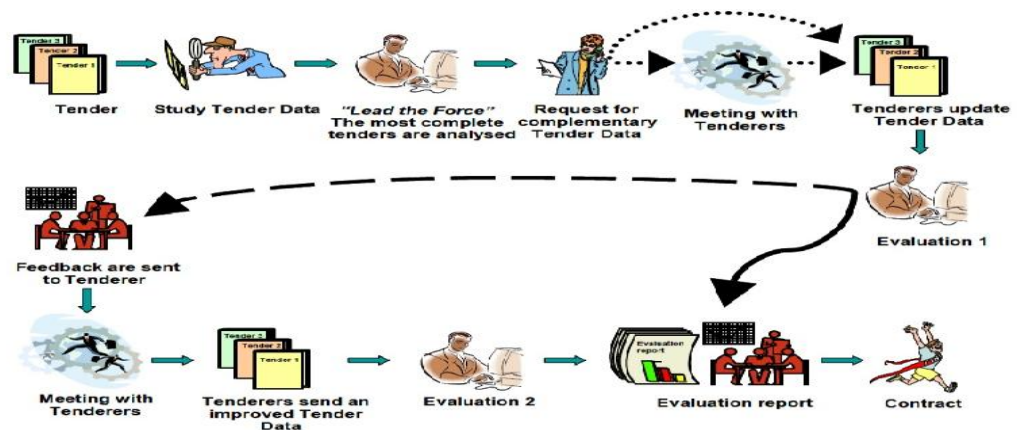 Tender 3
Tender 2
Tender 1
Tender
Study Tender Data
"Lead the Force"
The most complete
tenders are analysed
Request for
complementary
Tender Data
Meeting with
Tenderers
Tender 3
Tender 2
Tender 1
Tenderers update
Tender Data
Evaluation 1
Feedback are sent
to Tenderer
Meeting with
Tenderers
Tender 3
Tender 2
Tender 1
Tenderers send an
improved Tender
Data
Evaluation 2
Evaluation
report
Evaluation report
Contract